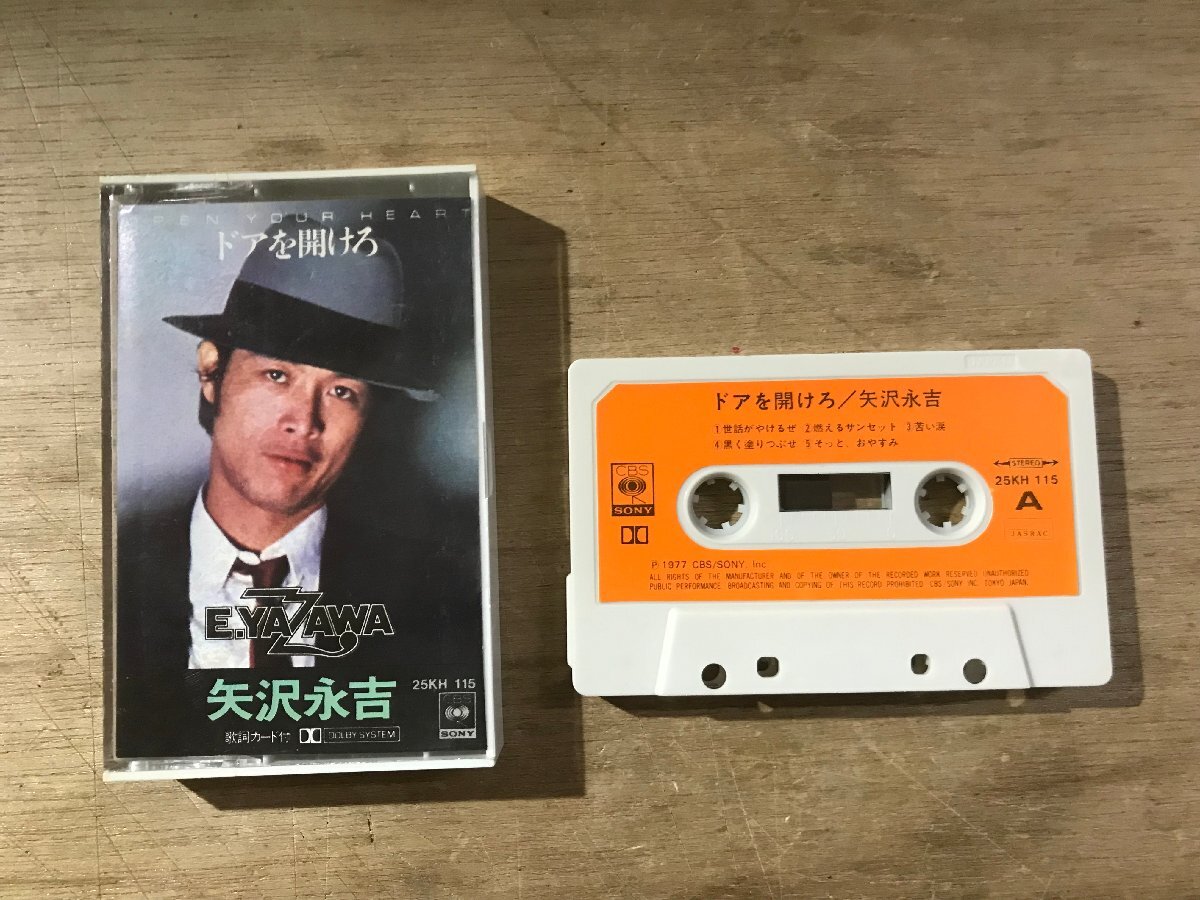 OPEN YOUR HEART
ドアを開けろ
E.YAZAWA
矢沢永吉
25KH 115
歌詞カード付 DOLBY SYSTEM
SONY
ドアを開けろ/矢沢永吉
1世話がやけるぜ 2燃えるサンセット 3苦い涙
4黒く塗りつぶせ 5そっと、おやすみ
CBS
SONY
STEREO
25KH 115
A
JASRAC
P1977 CBS/SONY, Inc
ALL RIGHTS OF THE MANUFACTURER AND OF THE OWNER OF THE RECORDED WORK RESERVED UNAUTHORIZED
PUBLIC PERFORMANCE BROADCASTING AND COPYING OF THIS RECORD PROHIBITED CBS/SONY INC. TOKYO JAPAN.